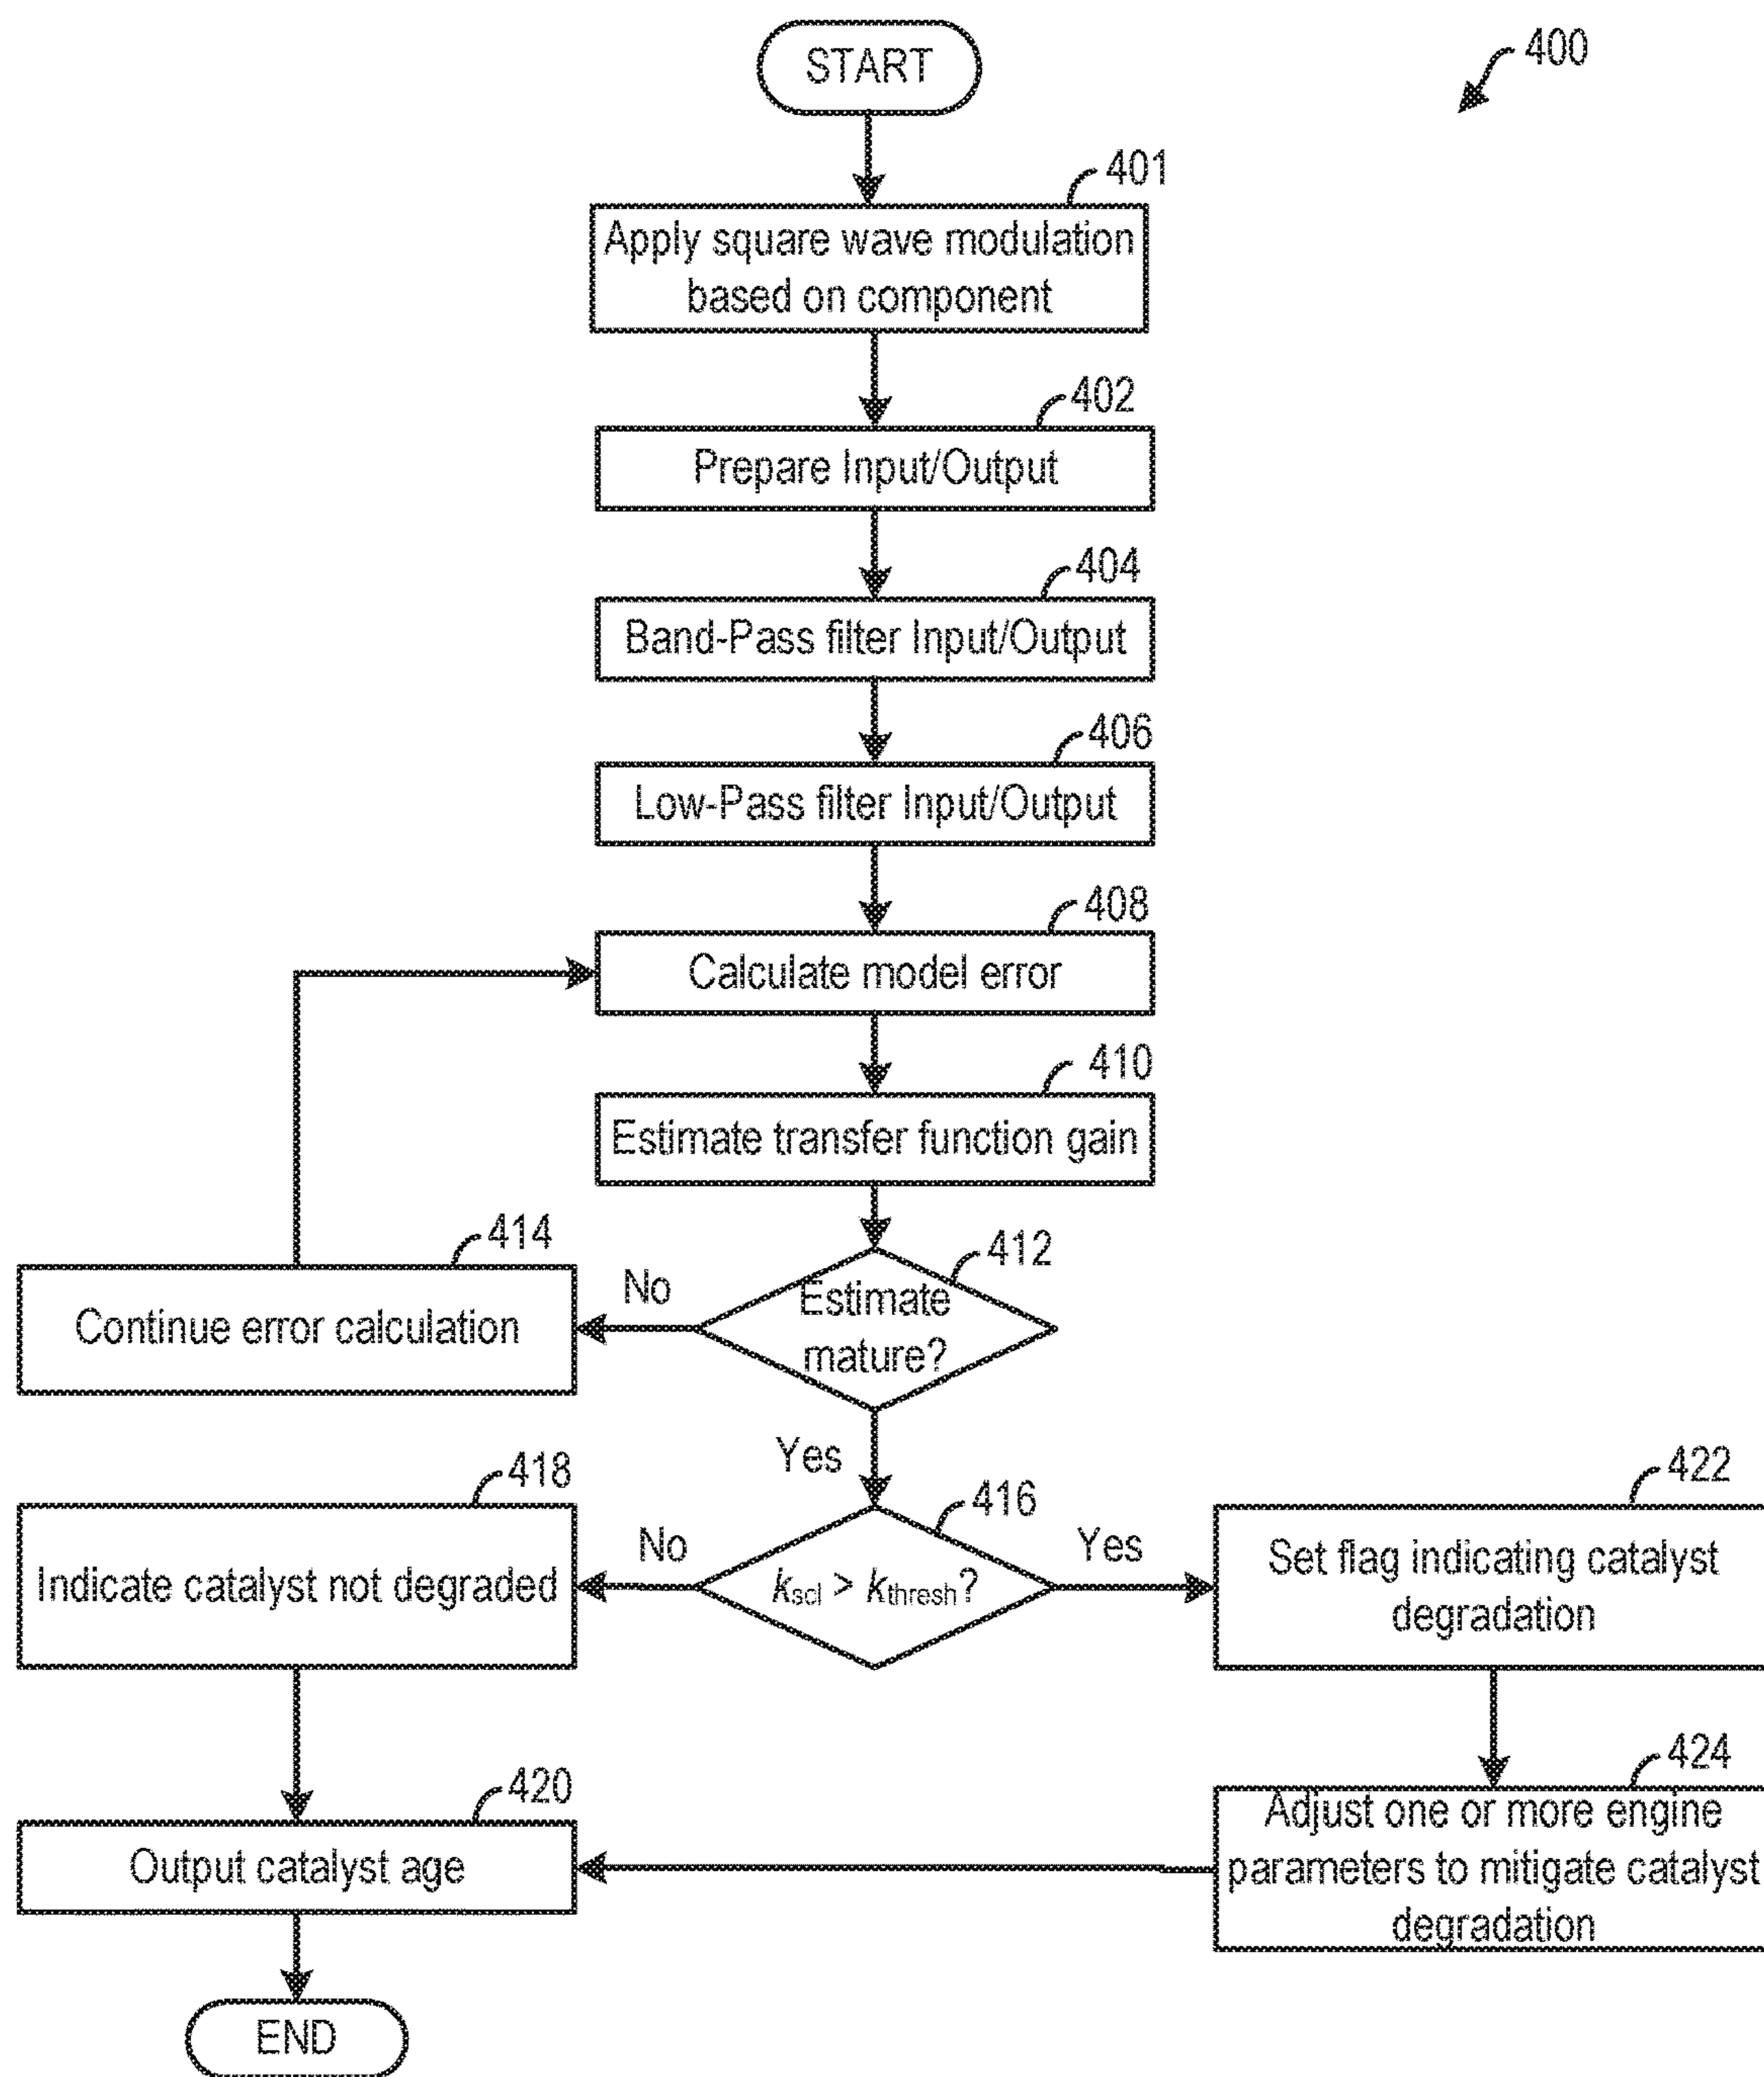 START
400
401
Apply square wave modulation
based on component
402
Prepare Input/Output
404
Band-Pass filter Input/Output
406
Low-Pass filter Input/Output
408
Calculate model error
410
Estimate transfer function gain
412
Estimate
mature?
No
414
Continue error calculation
Yes
416
kscl > kthresh?
No
418
Indicate catalyst not degraded
Yes
422
Set flag indicating catalyst
degradation
424
Adjust one or more engine
parameters to mitigate catalyst
degradation
420
Output catalyst age
END